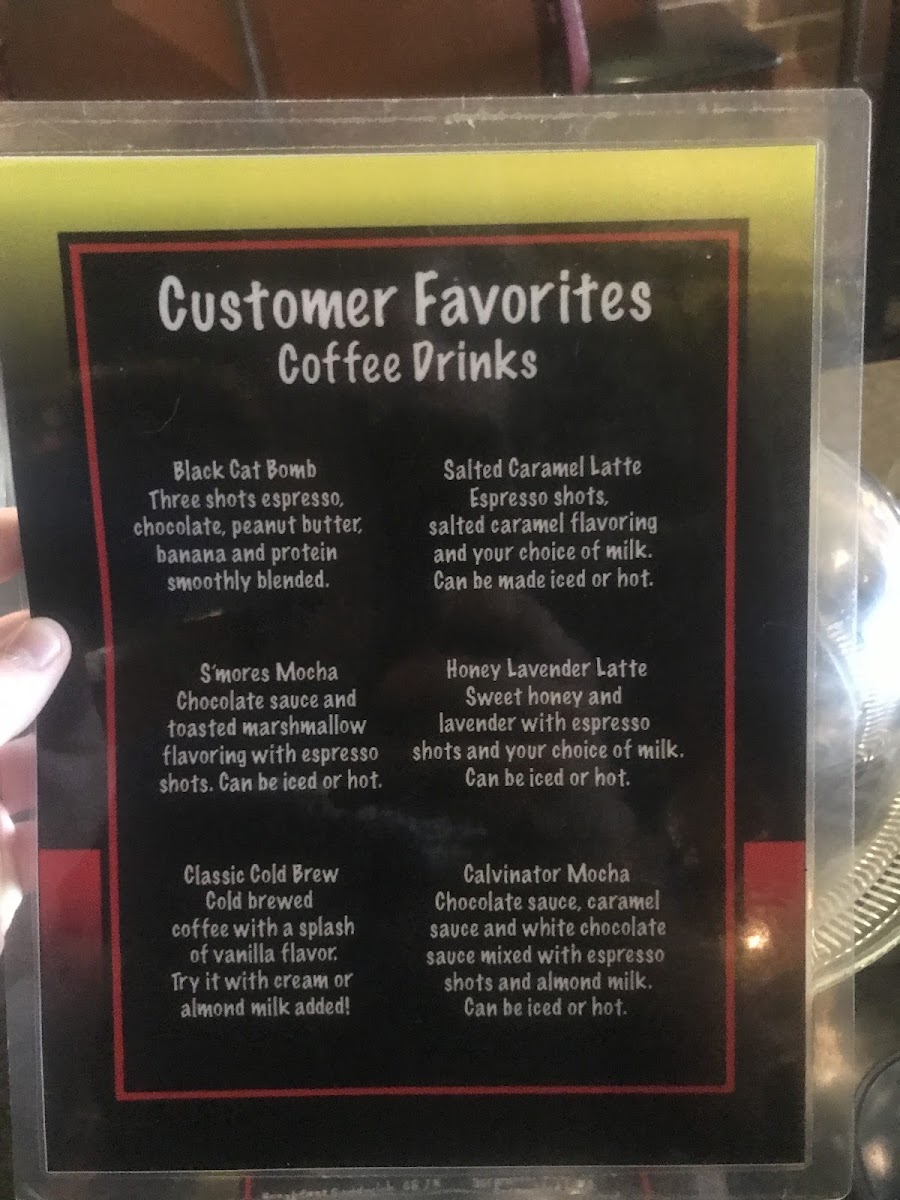 Customer Favorites
Coffee Drinks
Black Cat Bomb
Three shots espresso,
chocolate, peanut butter,
banana and protein
smoothly blended.
Salted Caramel Latte
Espresso shots,
salted caramel flavoring
and your choice of milk.
Can be made iced or hot.
S'mores Mocha
Chocolate sauce and
toasted marshmallow
flavoring with espresso
shots. Can be iced or hot.
Honey Lavender Latte
Sweet honey and
lavender with espresso
shots and your choice of milk.
Can be iced or hot.
Classic Cold Brew
Cold brewed
coffee with a splash
of vanilla flavor.
Try it with cream or
almond milk added!
Calvinator Mocha
Chocolate sauce, caramel
sauce and white chocolate
sauce mixed with espresso
shots and almond milk.
Can be iced or hot.